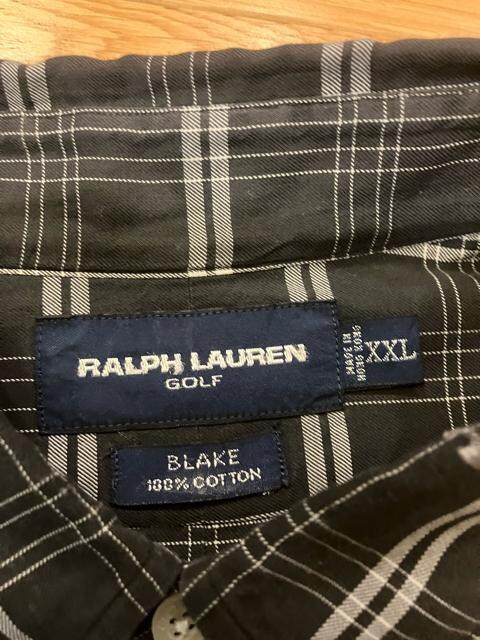 RALPH LAUREN
GOLF
XXL
MADE IN
HONG KONG
BLAKE
100% COTTON